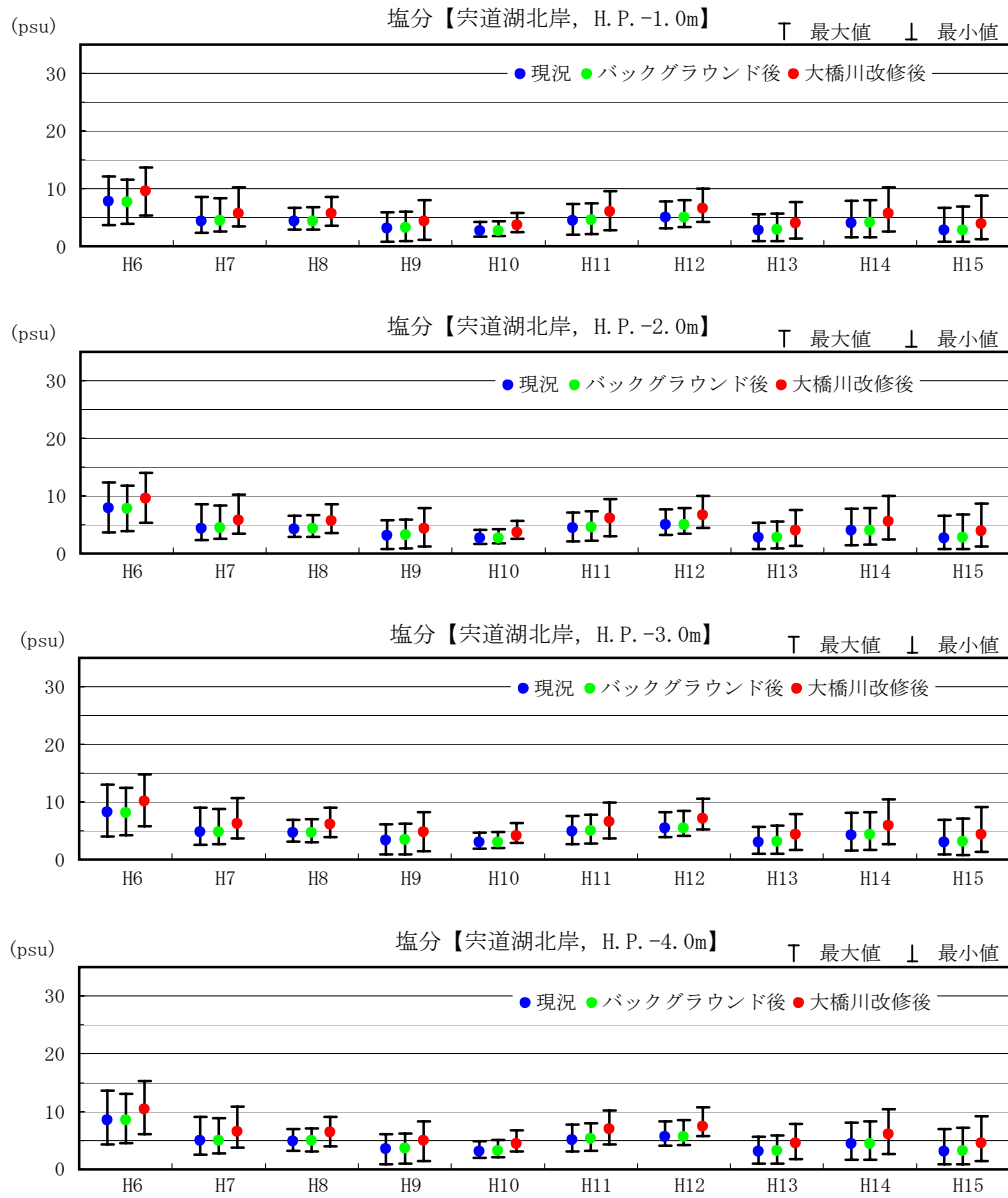 塩分【宍道湖北岸, H.P.-1.0m】
(psu)
最大値 最小値
30
現況 バックグラウンド後 大橋川改修後
20
10
0
H6 H7 H8 H9 H10 H11 H12 H13 H14 H15
塩分【宍道湖北岸, H.P.-2.0m】
(psu)
最大値 最小値
30
現況 バックグラウンド後 大橋川改修後
20
10
0
H6 H7 H8 H9 H10 H11 H12 H13 H14 H15
塩分【宍道湖北岸, H.P.-3.0m】
(psu)
最大値 最小値
30
現況 バックグラウンド後 大橋川改修後
20
10
0
H6 H7 H8 H9 H10 H11 H12 H13 H14 H15
塩分【宍道湖北岸, H.P.-4.0m】
(psu)
最大値 最小値
30
現況 バックグラウンド後 大橋川改修後
20
10
0
H6 H7 H8 H9 H10 H11 H12 H13 H14 H15